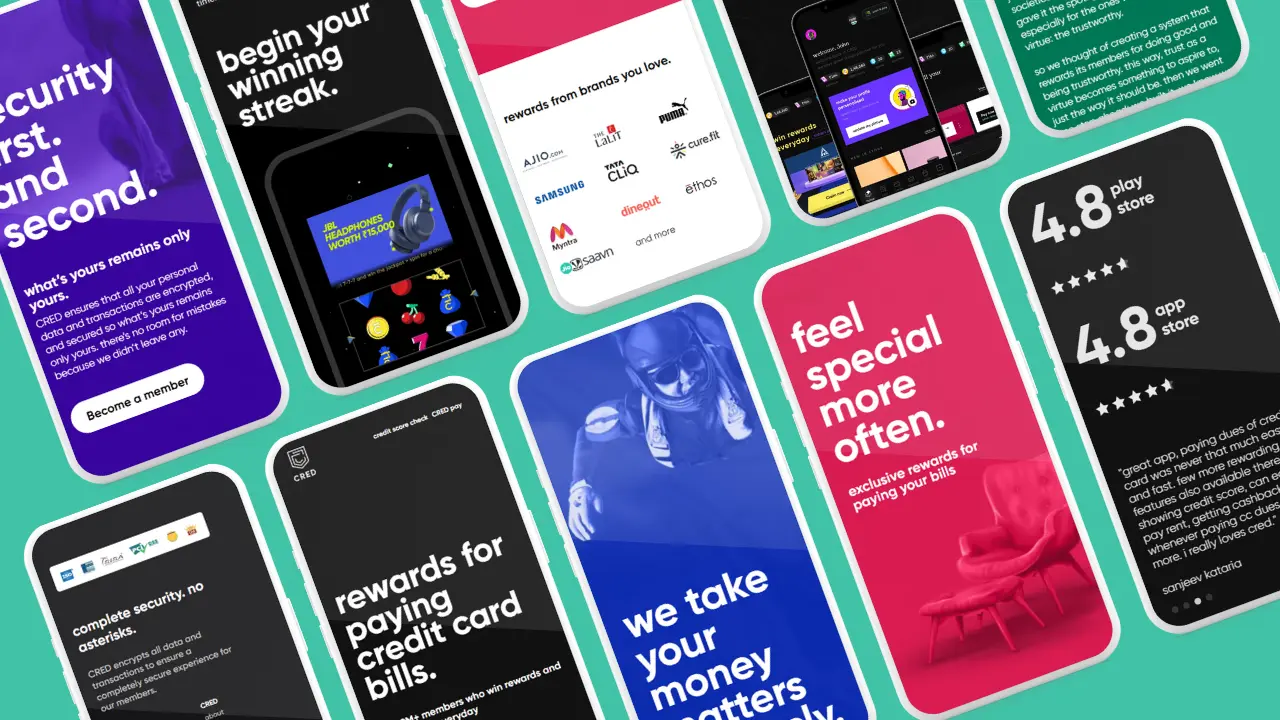 ecurity
rst.
and
second.
what's yours remains only
yours.
CRED ensures that all your personal
data and transactions are encrypted,
and secured so what's yours remains
only yours. there's no room for mistakes
because we didn't leave any.
Become a member
begin your
winning
streak.
JBL
HEADPHONES
WORTH ₹15,000
7
rewards from brands you love.
AJIO.COM
THE
LaLiT
PUMA
SAMSUNG
TATA
CLiQ
cure.fit
Myntra
dineout
ethos
Jio saavn
and more
welcome, John
make your profile
personalised
win rewards
everyday
gave it the
especially for the ones
virtue: the trustworthy.
so we thought of creating a system that
rewards its members for doing good and
being trustworthy. this way, trust as a
virtue becomes something to aspire to,
just the way it should be. then we went
complete security. no
asterisks.
CRED encrypts all data and
transactions to ensure a
completely secure experience for
our members.
CRED
about
CRED
credit score check CRED pay
rewards for
paying
credit card
bills.
M+ members who win rewards and
everyday
we take
your
money
matters
ly.
feel
special
more
often.
exclusive rewards for
paying your bills
4.8 play
store
4.8 app
store
"great app, paying dues of cre
card was never that much eas
and fast. few more rewarding
features also available there
showing credit score, can e
pay rent, getting cashback
whenever paying cc dues
more. i really loves cred."
sanjeev kataria